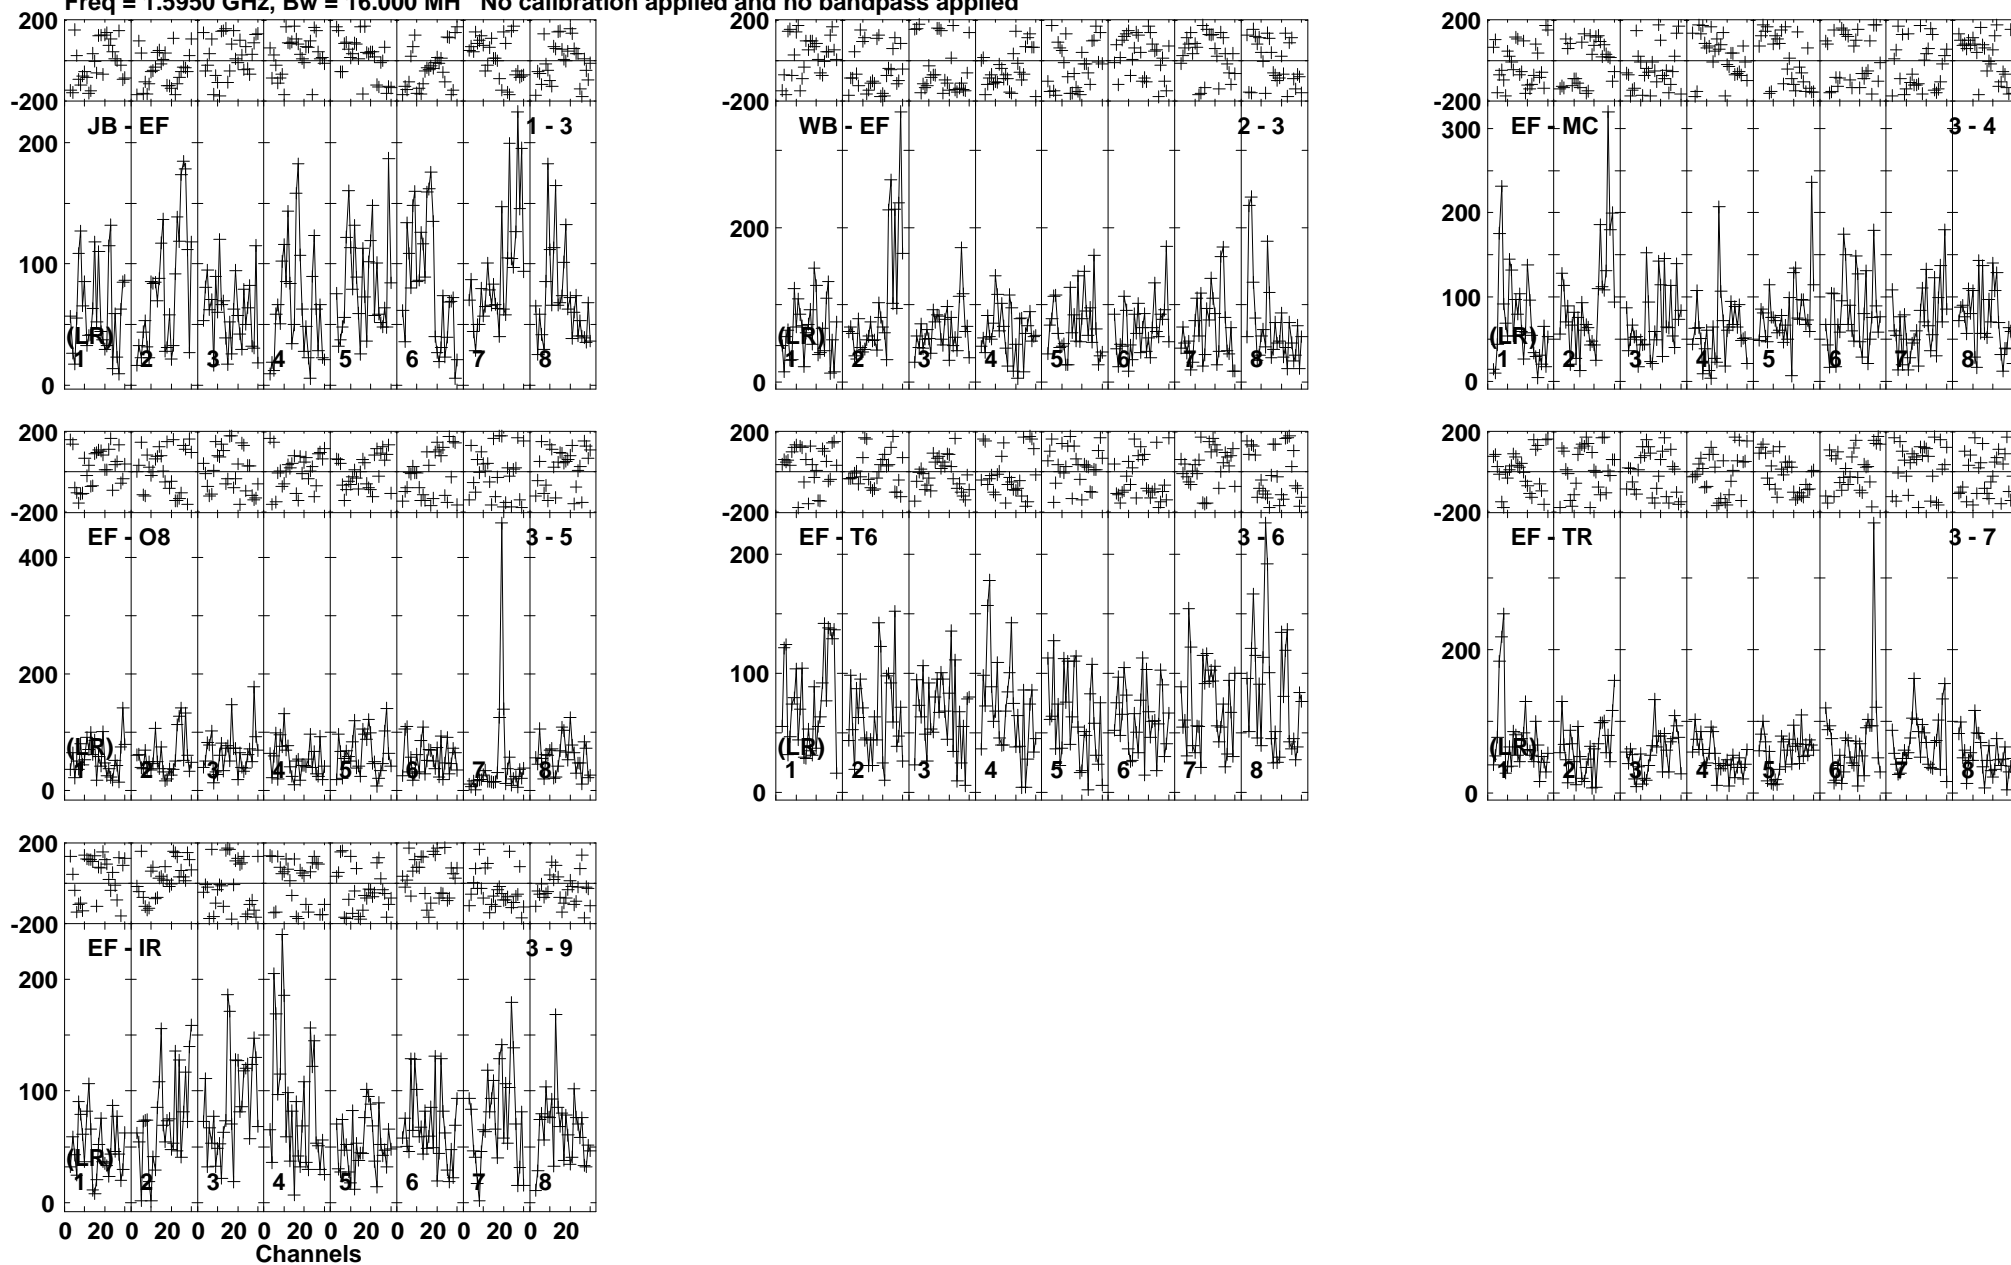 Freq = 1.5950 GHz, Bw = 16.000 MH No calibration applied and no bandpass applied
200 200 200
-200 -200 -200
JB - EF 1 - 3 WB - EF 2 - 3 EF - MC 3 - 4
200 300
200 200
100 100
(LR) (LR) (LR)
1 2 3 4 5 6 7 8 1 2 3 4 5 6 7 8 1 2 3 4 5 6 7 8
0 0 0
200 200 200
-200 -200 -200
EF - O8 3 - 5 EF - T6 3 - 6 EF - TR 3 - 7
400 200
200 100 200
(LR) (LR) (LR)
1 2 3 4 5 6 7 8 1 2 3 4 5 6 7 8 1 2 3 4 5 6 7 8
0 0 0
200
-200
EF - IR 3 - 9
200
100
(LR)
1 2 3 4 5 6 7 8
0
0 20 0 20 0 20 0 20 0 20 0 20 0 20 0 20
Channels